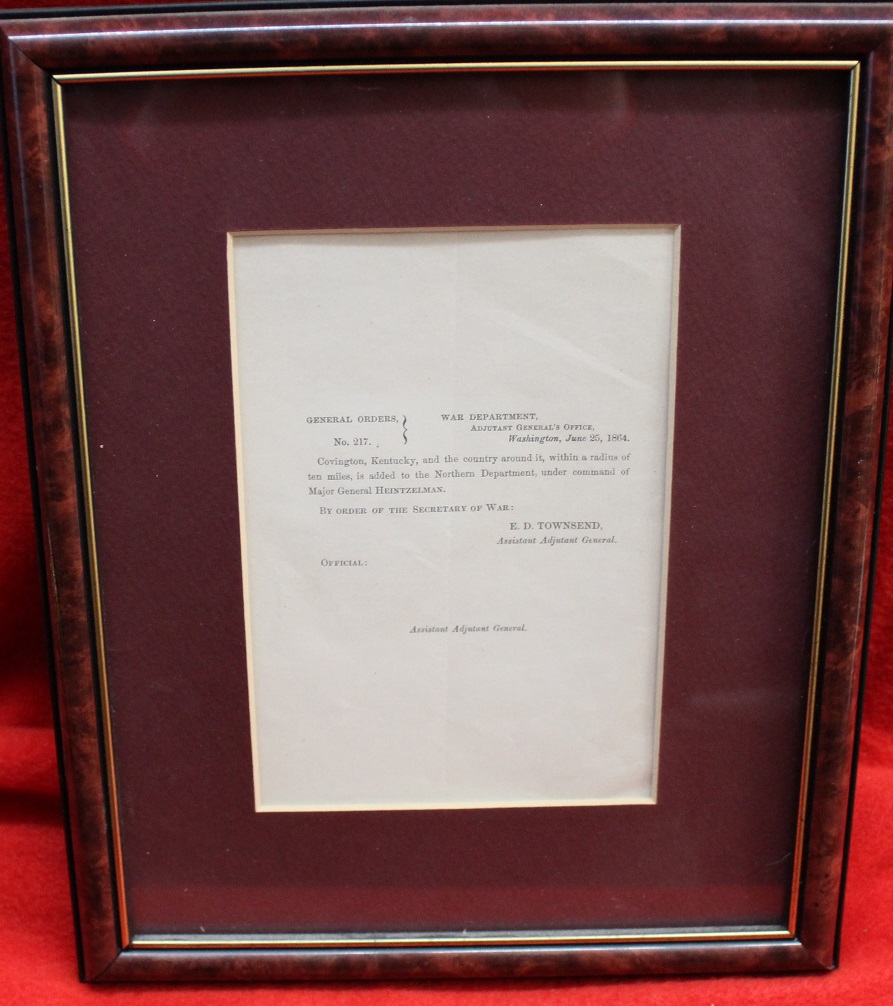 GENERAL ORDERS, } WAR DEPARTMENT,
ADJUTANT GENERAL'S OFFICE,
No. 217. Washington, June 25, 1864.
Covington, Kentucky, and the country around it, within a radius of
ten miles, is added to the Northern Department, under command of
Major General HEINTZELMAN.
BY ORDER OF THE SECRETARY OF WAR:
E. D. TOWNSEND,
Assistant Adjutant General.
OFFICIAL:
Assistant Adjutant General.